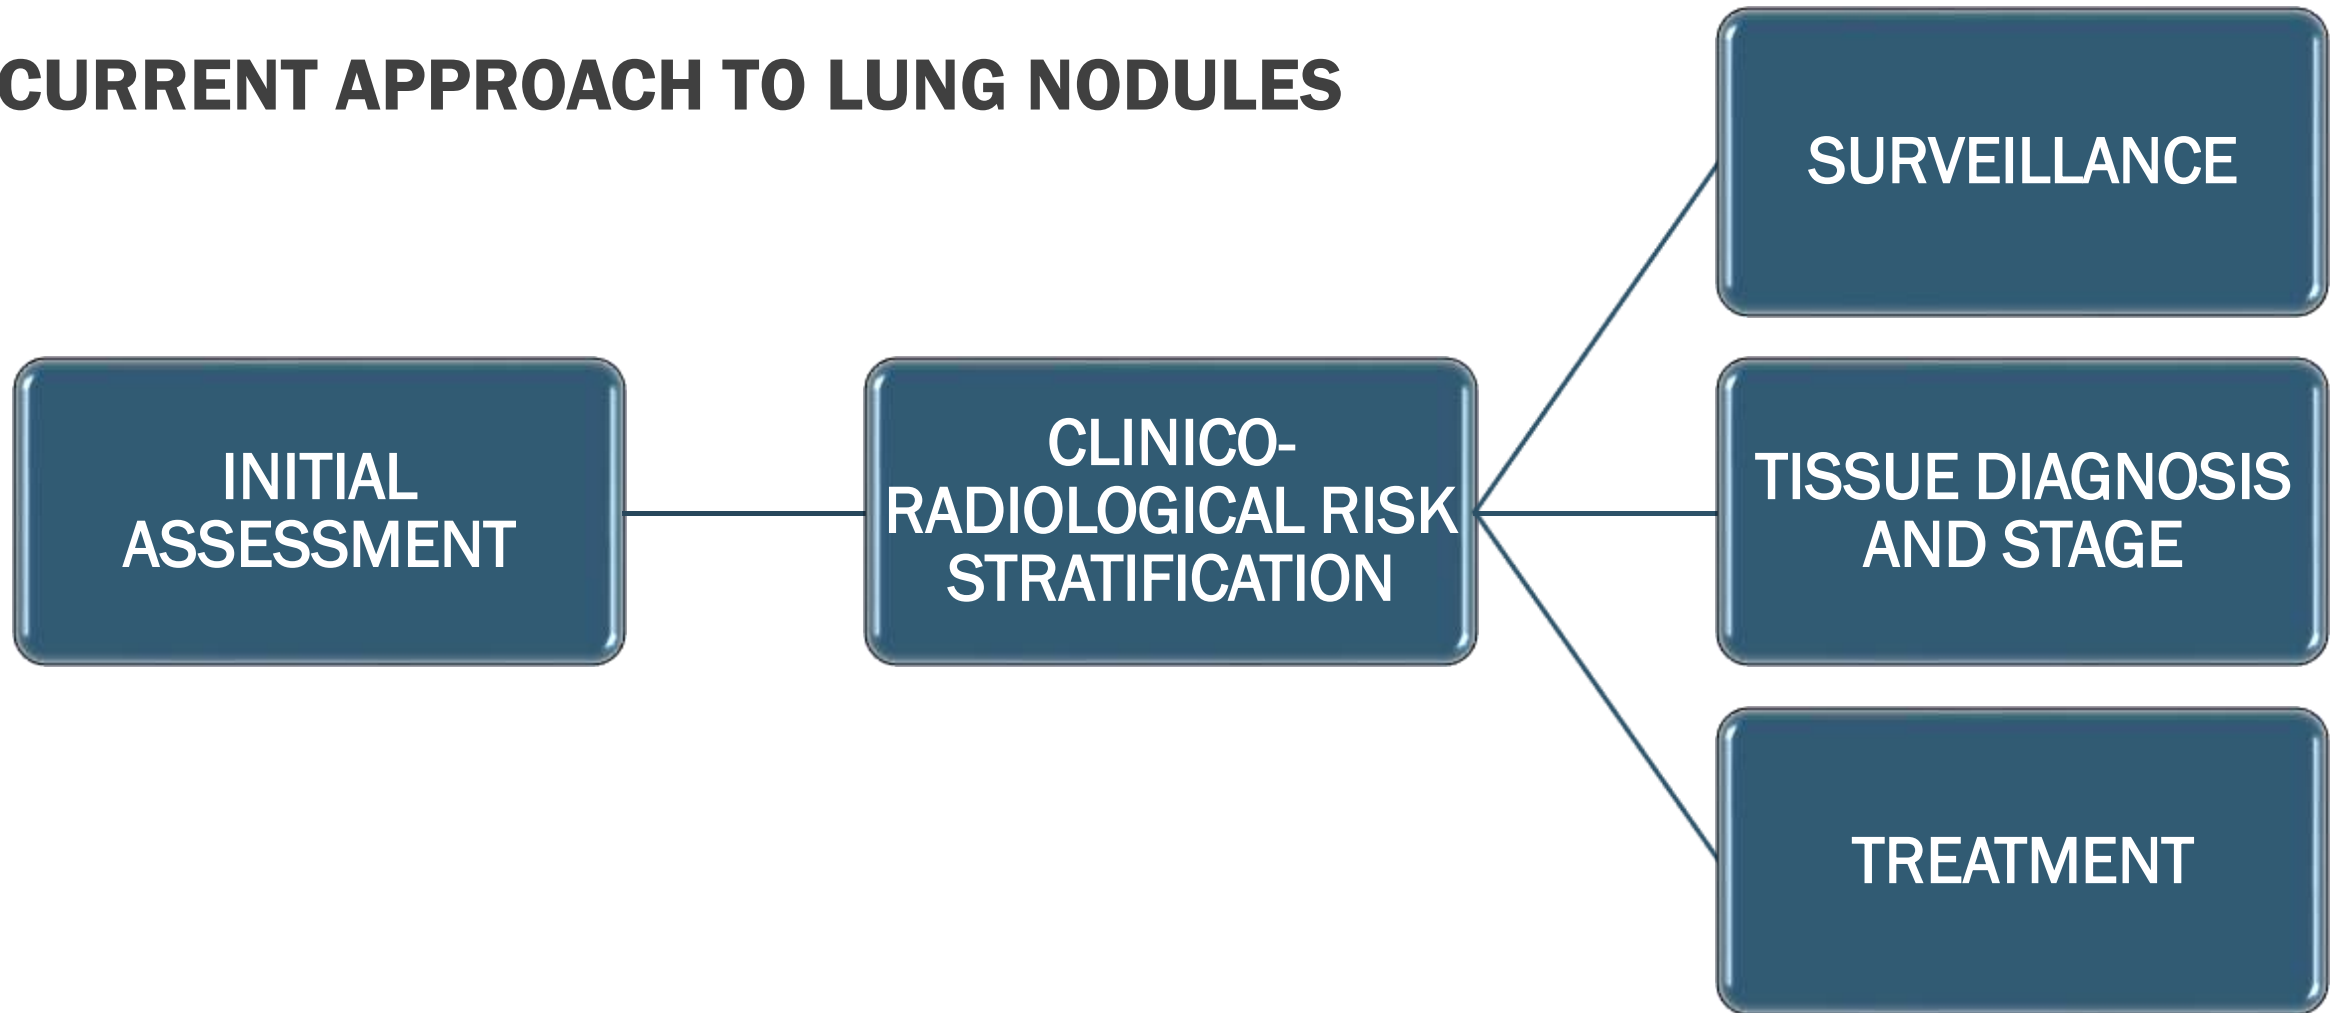 CURRENT APPROACH TO LUNG NODULES
INITIAL
ASSESSMENT
CLINICO-
RADIOLOGICAL RISK
STRATIFICATION
SURVEILLANCE
TISSUE DIAGNOSIS
AND STAGE
TREATMENT